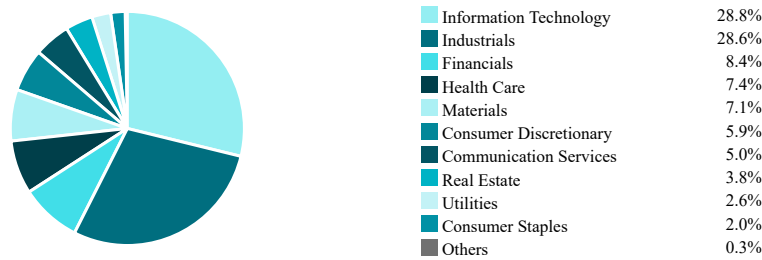 Information Technology 28.8%
Industrials 28.6%
Financials 8.4%
Health Care 7.4%
Materials 7.1%
Consumer Discretionary 5.9%
Communication Services 5.0%
Real Estate 3.8%
Utilities 2.6%
Consumer Staples 2.0%
Others 0.3%